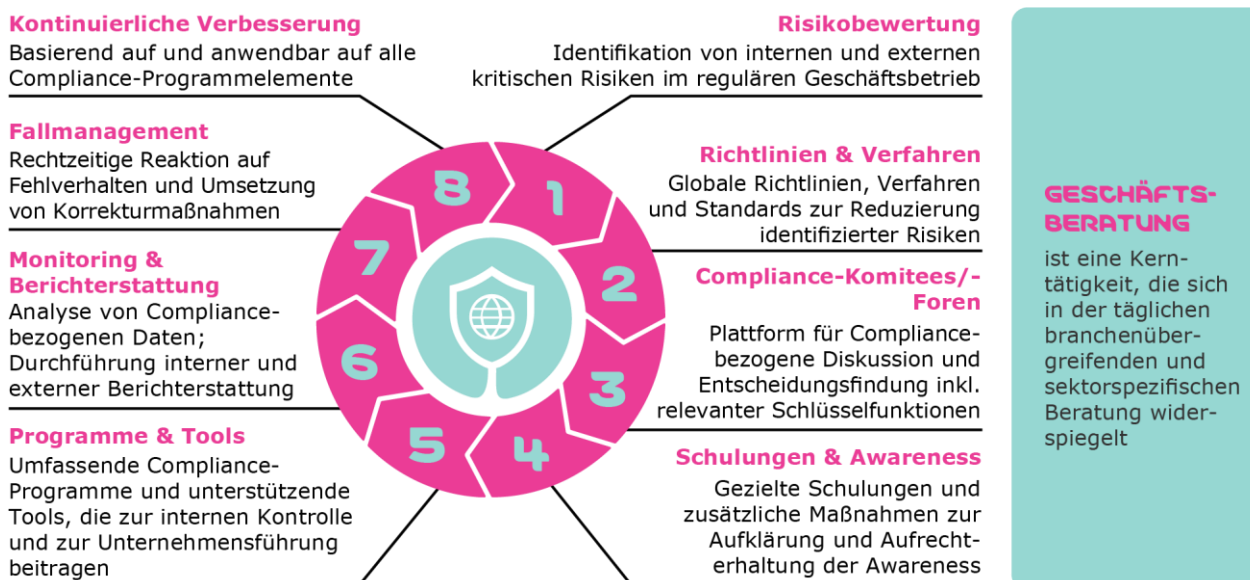 Kontinuierliche Verbesserung
Basierend auf und anwendbar auf alle
Compliance-Programmelemente
Fallmanagement
Rechtzeitige Reaktion auf
Fehlverhalten und Umsetzung
von Korrekturmaßnahmen
Monitoring &
Berichterstattung
Analyse von Compliance-
bezogenen Daten;
Durchführung interner und
externer Berichterstattung
Programme & Tools
Umfassende Compliance-
Programme und unterstützende
Tools, die zur internen Kontrolle
und zur Unternehmensführung
beitragen
8
1
7
2
6
3
5
4
Risikobewertung
Identifikation von internen und externen
kritischen Risiken im regulären Geschäftsbetrieb
Richtlinien & Verfahren
Globale Richtlinien, Verfahren
und Standards zur Reduzierung
identifizierter Risiken
Compliance-Komitees/-
Foren
Plattform für Compliance-
bezogene Diskussion und
Entscheidungsfindung inkl.
relevanter Schlüsselfunktionen
Schulungen & Awareness
Gezielte Schulungen und
zusätzliche Maßnahmen zur
Aufklärung und Aufrecht-
erhaltung der Awareness
GESCHÄFTS-
BERATUNG
ist eine Kern-
tätigkeit, die sich
in der täglichen
branchenüber-
greifenden und
sektorspezifischen
Beratung wider-
spiegelt